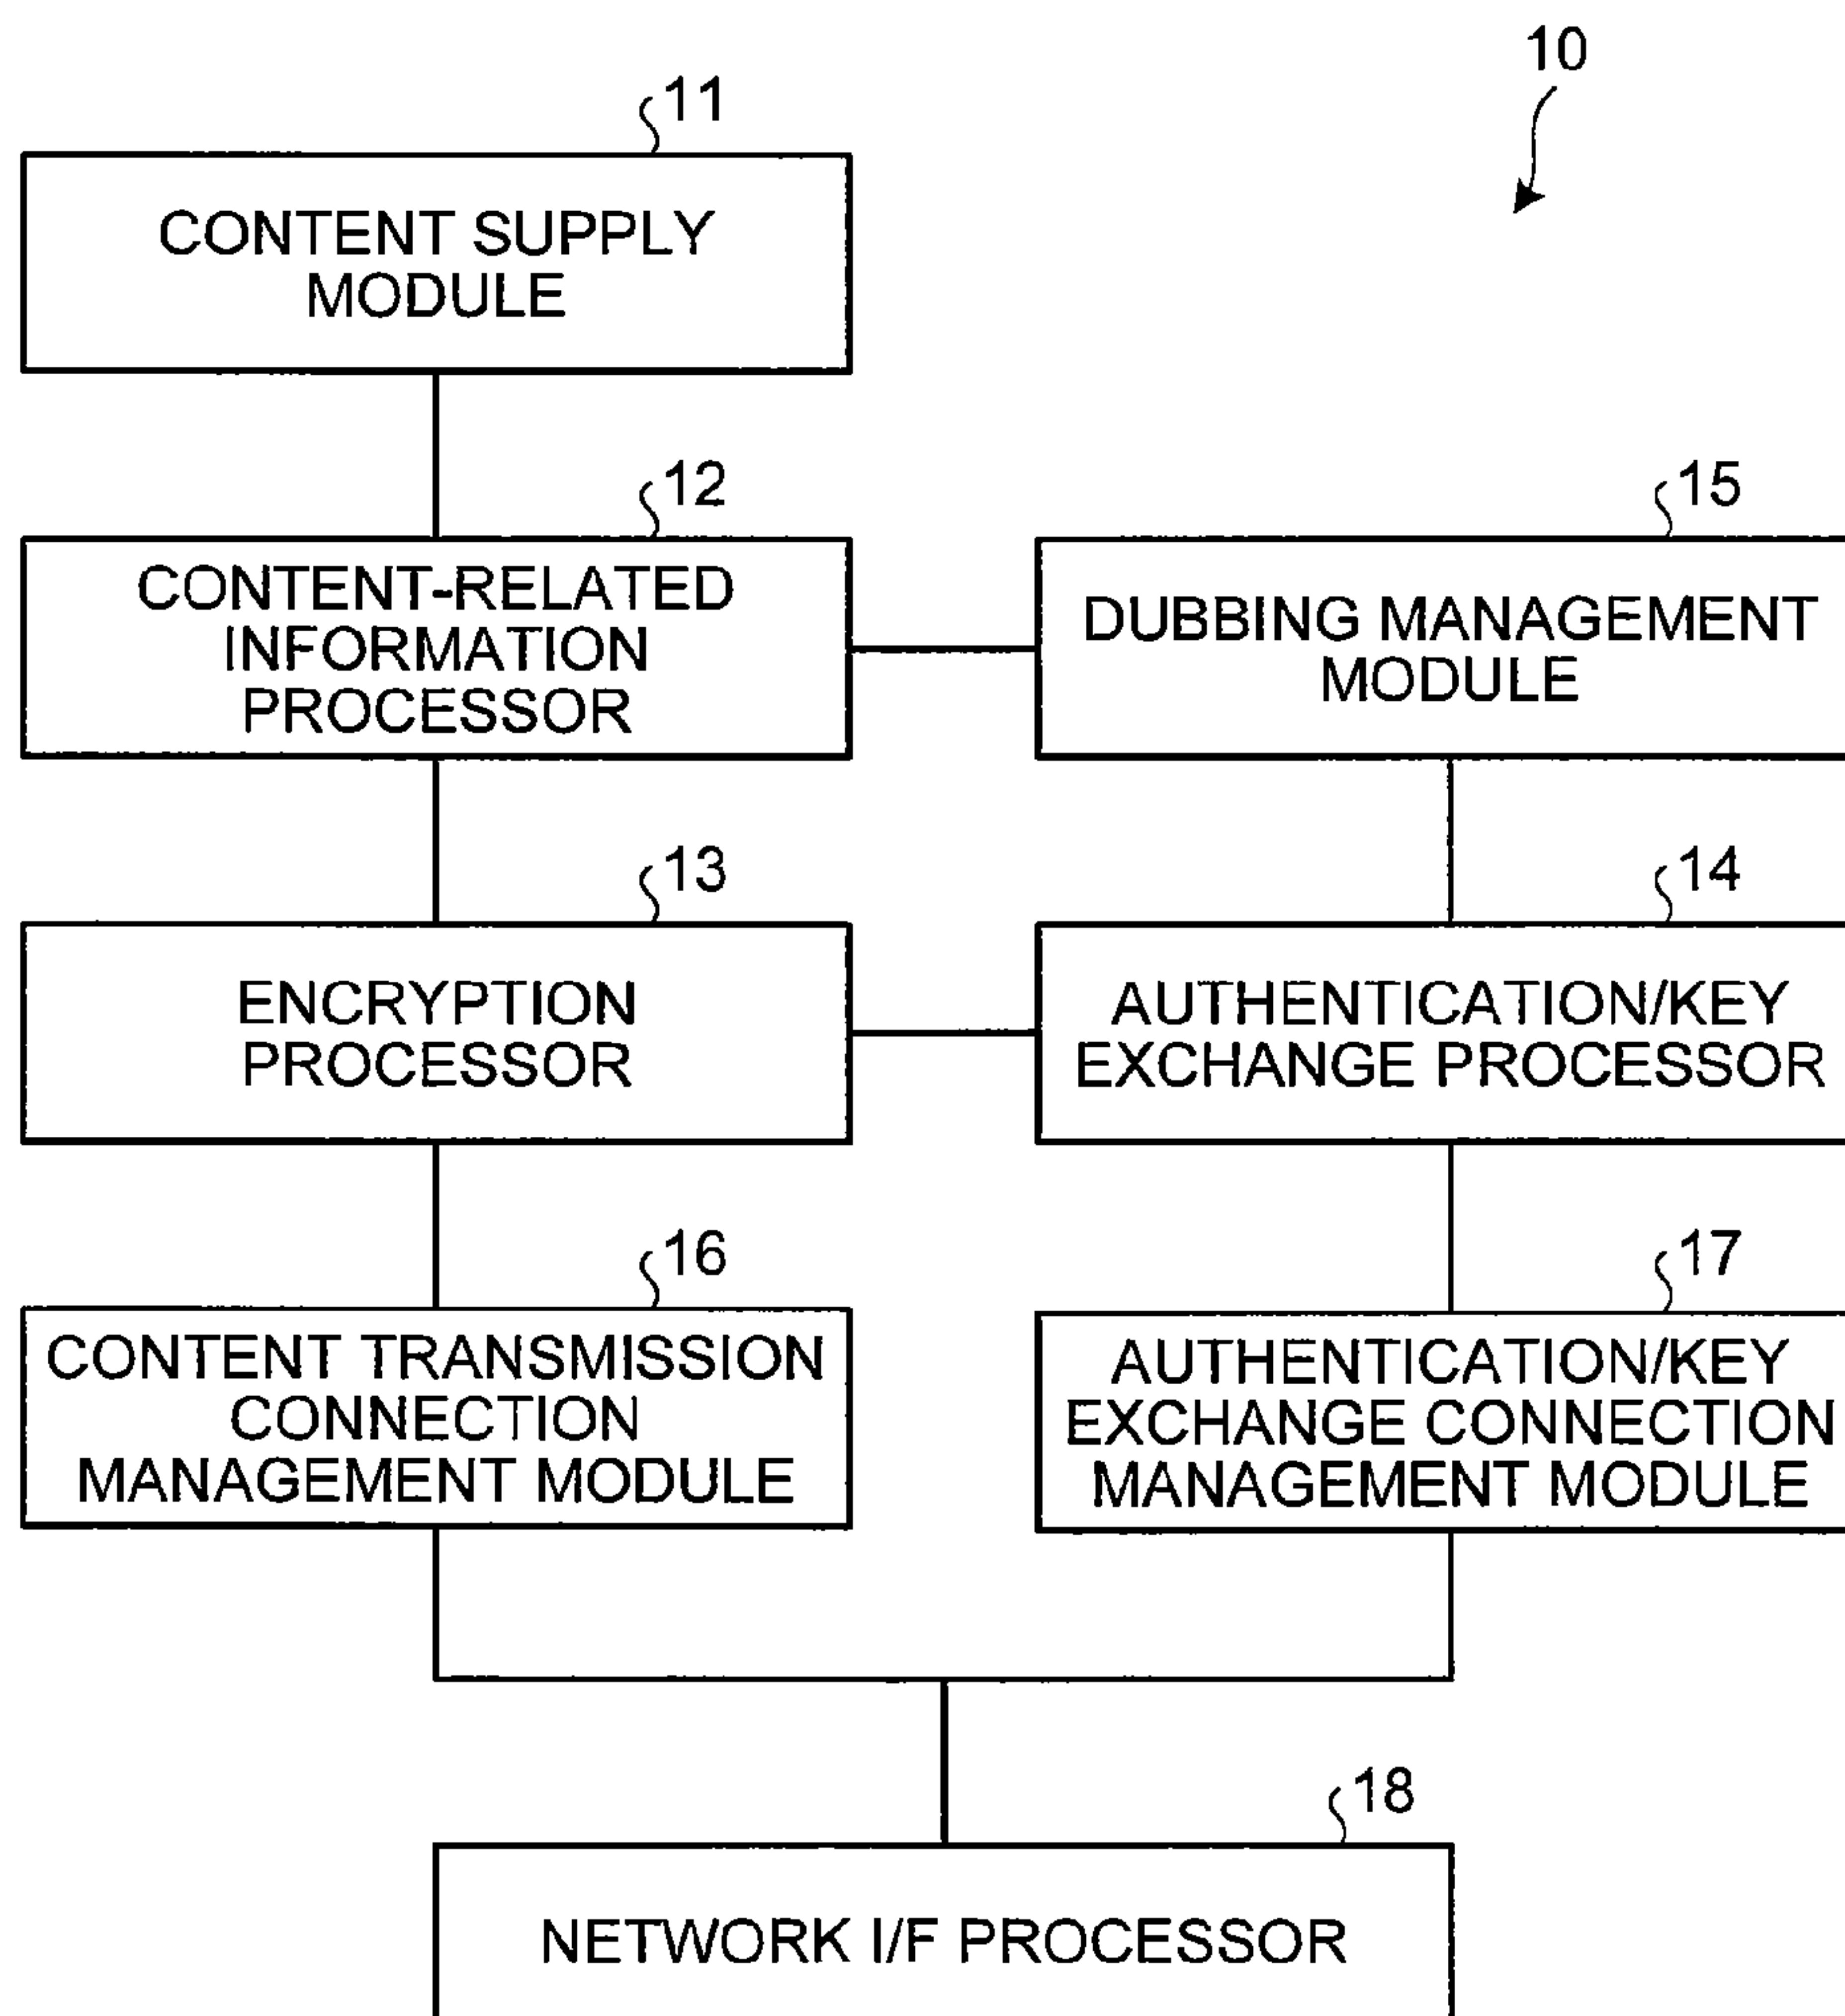 10
11
CONTENT SUPPLY
MODULE
12
CONTENT-RELATED
INFORMATION
PROCESSOR
15
DUBBING MANAGEMENT
MODULE
13
ENCRYPTION
PROCESSOR
14
AUTHENTICATION/KEY
EXCHANGE PROCESSOR
16
CONTENT TRANSMISSION
CONNECTION
MANAGEMENT MODULE
17
AUTHENTICATION/KEY
EXCHANGE CONNECTION
MANAGEMENT MODULE
18
NETWORK I/F PROCESSOR